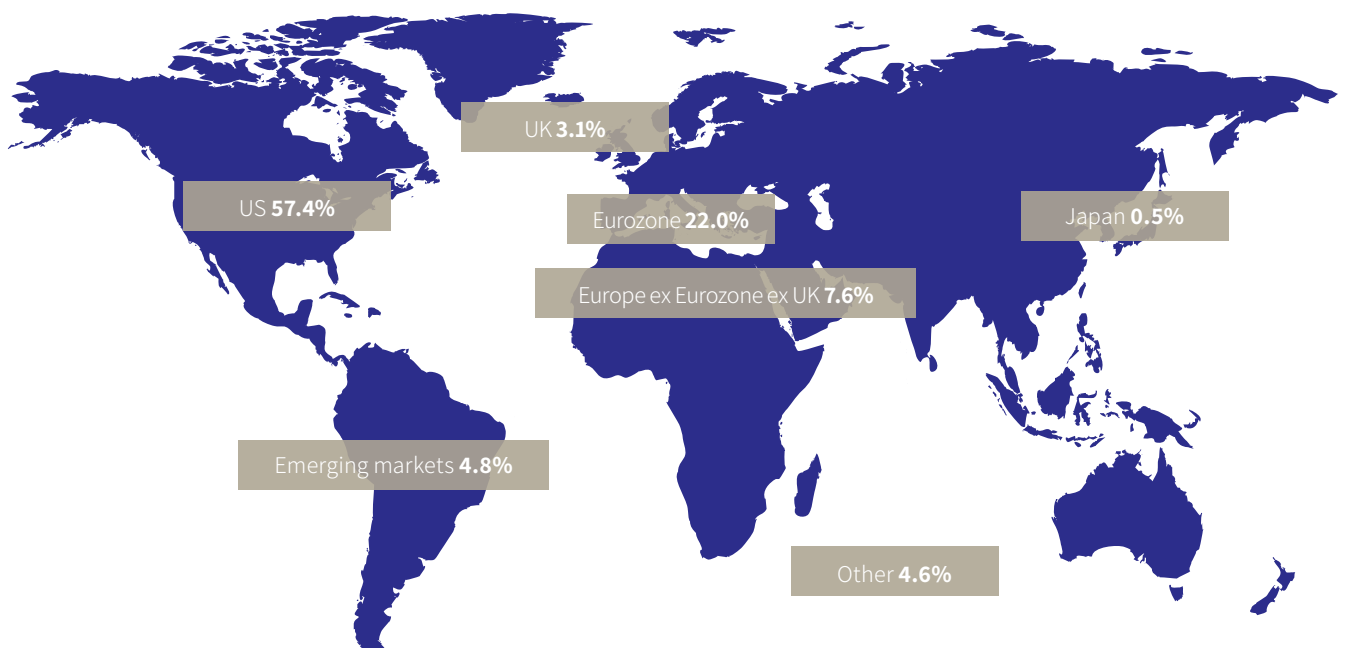 UK 3.1%
US 57.4%
Eurozone 22.0%
Japan 0.5%
Europe ex Eurozone ex UK 7.6%
Emerging markets 4.8%
Other 4.6%